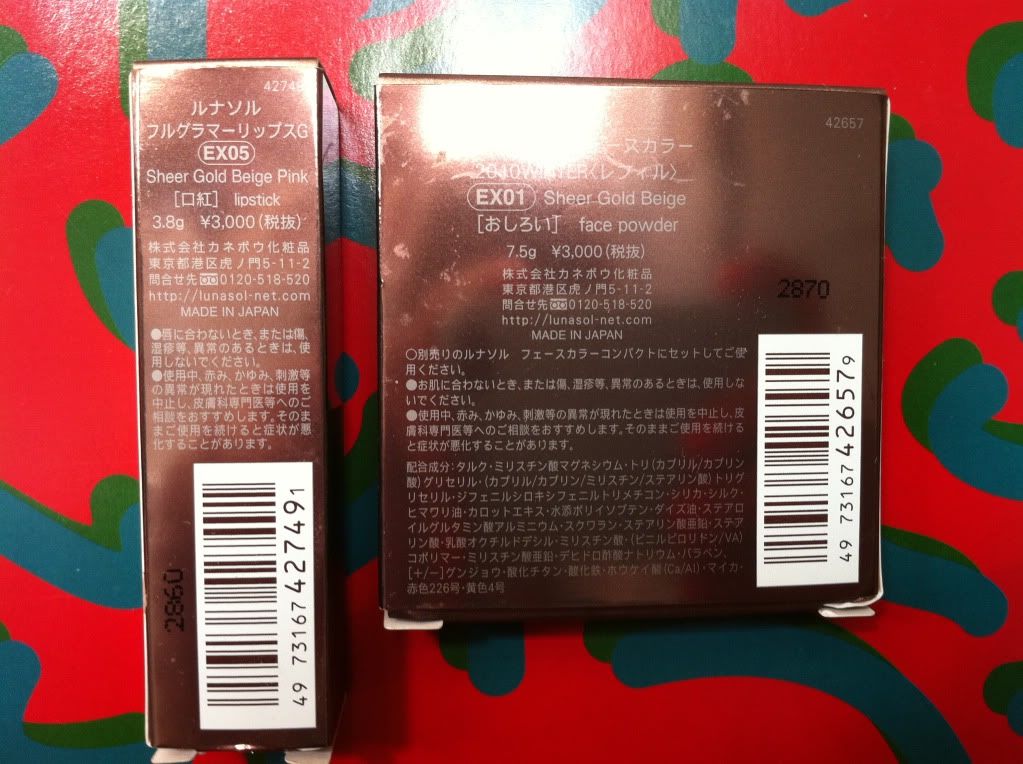 ルナソル
フルグラマーリップスG
EX05
Sheer Gold Beige Pink
[口紅] lipstick
3.8g ¥3,000(税抜)
株式会社カネボウ化粧品
東京都港区虎ノ門5-11-2
問合せ先 0120-518-520
http://lunasol-net.com
MADE IN JAPAN
●唇に合わないとき、または傷、
湿疹等、異常のあるときは、使
用しないでください。
●使用中、赤み、かゆみ、刺激等
の異常が現れたときは使用を
中止し、皮膚科専門医等へのご
相談をおすすめします。そのま
まご使用を続けると症状が悪
化することがあります。
2860
49 73167 427491
42657
ースカラー
2010WINTER〈レフィル〉
EX01 Sheer Gold Beige
[おしろい] face powder
7.5g ¥3,000(税抜)
株式会社カネボウ化粧品
東京都港区虎ノ門5-11-2
問合せ先 0120-518-520
http://lunasol-net.com
MADE IN JAPAN
2870
○別売りのルナソル フェースカラーコンパクトにセットしてご使
用ください。
●お肌に合わないとき、または傷、湿疹等、異常のあるときは、使用しな
いでください。
●使用中、赤み、かゆみ、刺激等の異常が現れたときは使用を中止し、皮
膚科専門医等へのご相談をおすすめします。そのままご使用を続ける
と症状が悪化することがあります。
配合成分:タルク・ミリスチン酸マグネシウム・トリ(カプリル/カプリン
酸)グリセリル・(カプリル/カプリン/ミリスチン/ステアリン酸)トリグ
リセリル・ジフェニルシロキシフェニルトリメチコン・シリカ・シルク・
ヒマワリ油・カロットエキス・水添ポリイソブテン・ダイズ油・ステアロ
イルグルタミン酸アルミニウム・スクワラン・ステアリン酸亜鉛・ステア
リン酸・乳酸オクチルドデシル・ミリスチン酸・(ビニルピロリドン/VA)
コポリマー・ミリスチン酸亜鉛・デヒドロ酢酸ナトリウム・パラベン、
[+/-]グンジョウ・酸化チタン・酸化鉄・ホウケイ酸(Ca/Al)・マイカ・
赤色226号・黄色4号
49 73167 426579